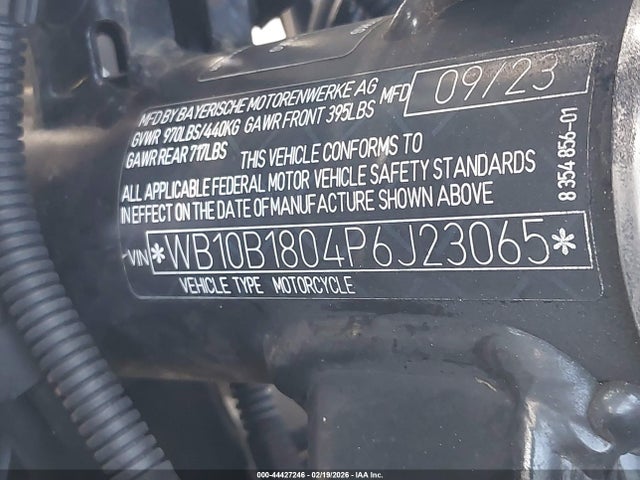 MFD BY BAYERISCHE MOTORENWERKE AG
GVWR 970LBS/440KG GAWR FRONT 395LBS MFD 09/23
GAWR REAR 717LBS THIS VEHICLE CONFORMS TO
ALL APPLICABLE FEDERAL MOTOR VEHICLE SAFETY STANDARDS
IN EFFECT ON THE DATE OF MANUFACTURE SHOWN ABOVE
VIN *WB10B1804P6J23065*
VEHICLE TYPE MOTORCYCLE
8 354 856-01
000-44427246 - 02/19/2026 - IAA Inc.